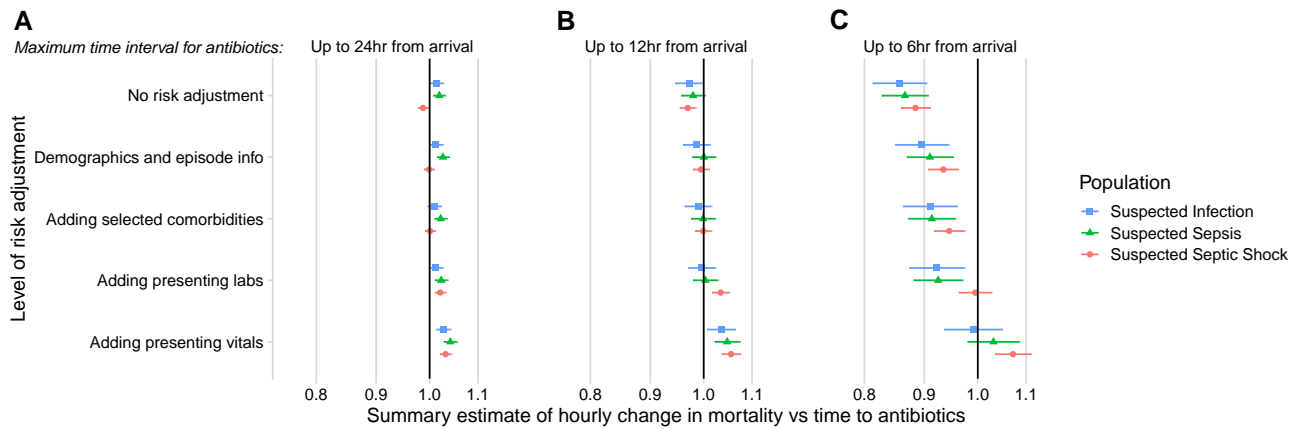 A
B
C
Maximum time interval for antibiotics:
Up to 24hr from arrival
Up to 12hr from arrival
Up to 6hr from arrival
Level of risk adjustment
No risk adjustment
Demographics and episode info
Adding selected comorbidities
Adding presenting labs
Adding presenting vitals
0.8 0.9 1.0 1.1
0.8 0.9 1.0 1.1
0.8 0.9 1.0 1.1
Summary estimate of hourly change in mortality vs time to antibiotics
Population
Suspected Infection
Suspected Sepsis
Suspected Septic Shock